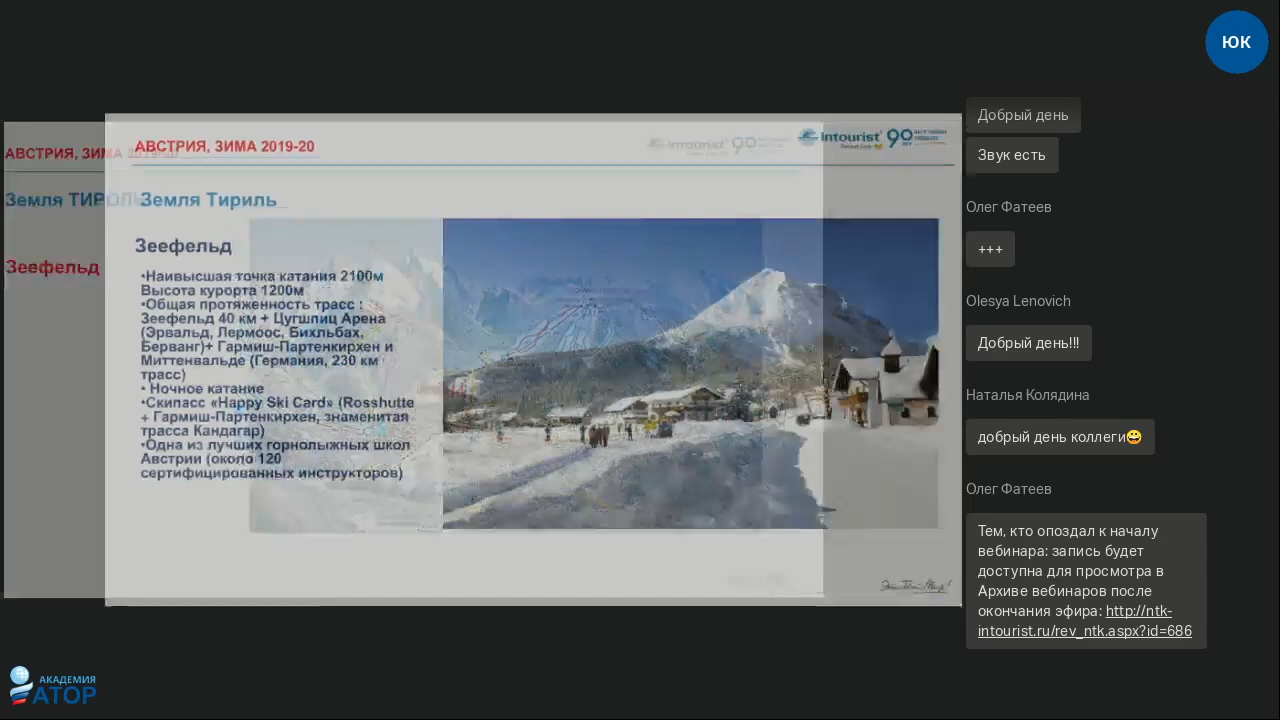 ЮК
АВСТРИЯ, ЗИМА 2019-20
Intourist 90
Земля ТИРОЛЬ
Земля Тириль
Зеефельд
Зеефельд
•Наивысшая точка катания 2100м
Высота курорта 1200м
•Общая протяженность трасс :
Зеефельд 40 км + Цугшпиц Арена
(Эрвальд, Лермоос, Бихльбах,
Берванг)+ Гармиш-Партенкирхен и
Миттенвальде (Германия, 230 км
трасс)
• Ночное катание
•Скипасс «Happy Ski Card» (Rosshutte
+ Гармиш-Партенкирхен, знаменитая
трасса Кандагар)
•Одна из лучших горнолыжных школ
Австрии (около 120
сертифицированных инструкторов)
Добрый день
Звук есть
Олег Фатеев
+++
Olesya Lenovich
Добрый день!!!
Наталья Колядина
добрый день коллеги😀
Олег Фатеев
Тем, кто опоздал к началу
вебинара: запись будет
доступна для просмотра в
Архиве вебинаров после
окончания эфира: http://ntk-
intourist.ru/rev_ntk.aspx?id=686
АКАДЕМИЯ
АТОР